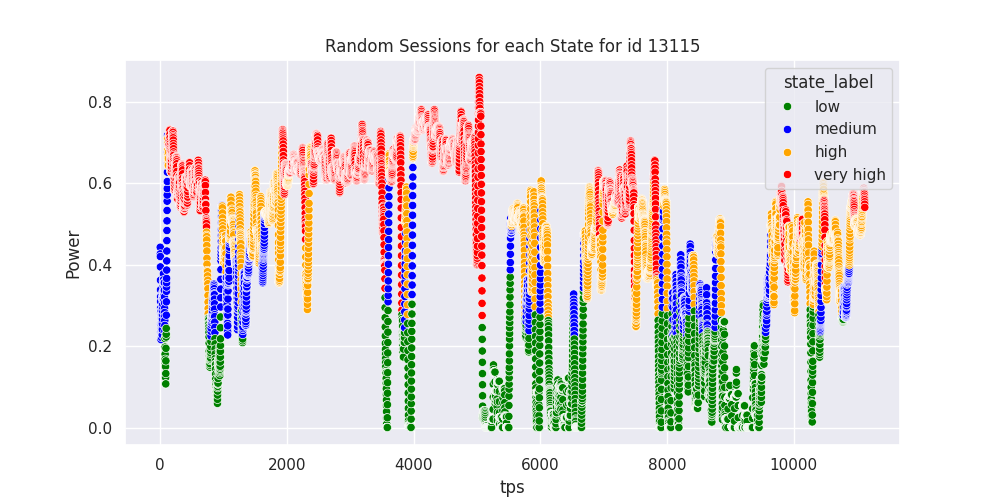 Random Sessions for each State for id 13115
state_label
low
medium
high
very high
Power
0.8
0.6
0.4
0.2
0.0
0
2000
4000
6000
8000
10000
tps